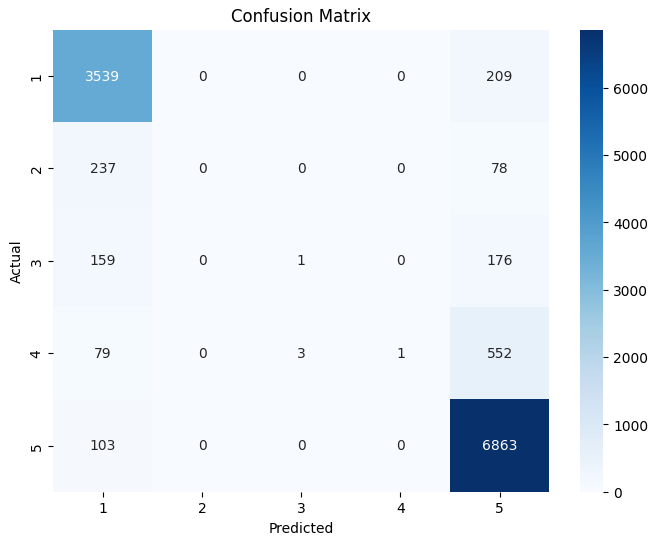 Confusion Matrix
Actual
1 3539 0 0 0 209
2 237 0 0 0 78
3 159 0 1 0 176
4 79 0 3 1 552
5 103 0 0 0 6863
1 2 3 4 5
Predicted
6000
5000
4000
3000
2000
1000
0